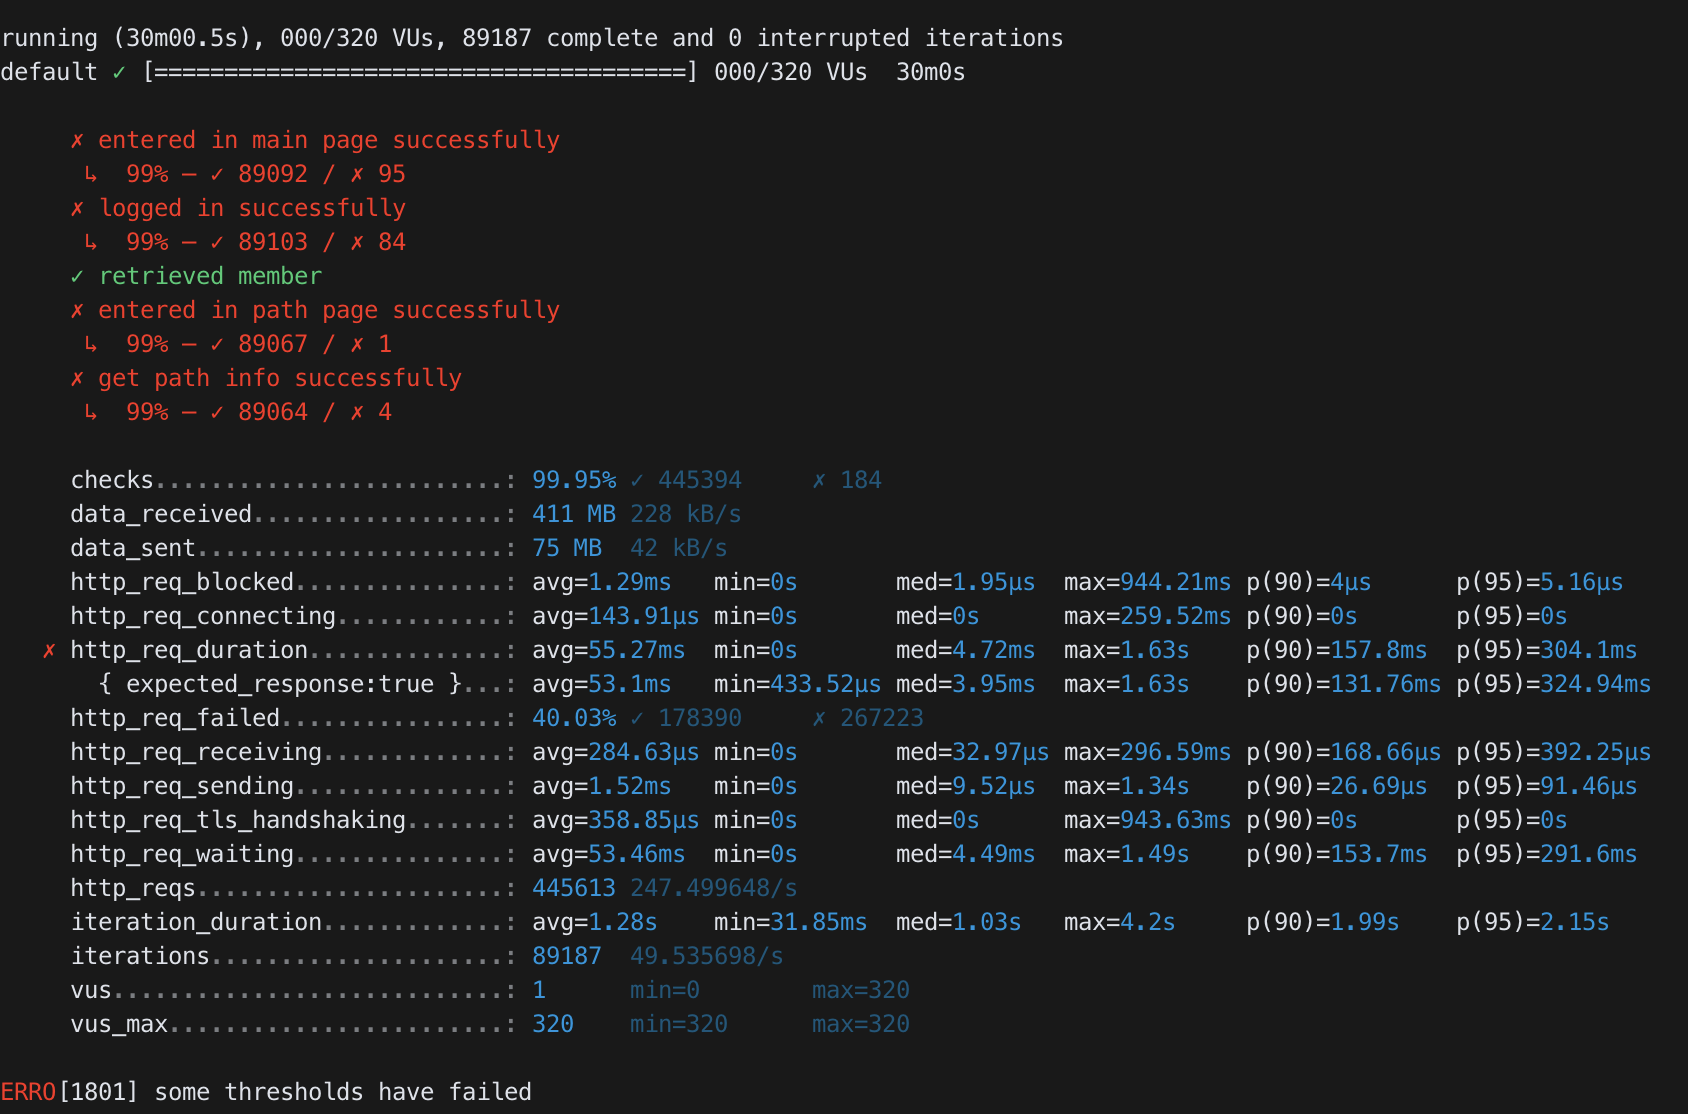 running (30m00.5s), 000/320 VUs, 89187 complete and 0 interrupted iterations
default ✓ [======================================] 000/320 VUs  30m0s
✗ entered in main page successfully
↳  99% — ✓ 89092 / ✗ 95
✗ logged in successfully
↳  99% — ✓ 89103 / ✗ 84
✓ retrieved member
✗ entered in path page successfully
↳  99% — ✓ 89067 / ✗ 1
✗ get path info successfully
↳  99% — ✓ 89064 / ✗ 4
checks.........................: 99.95% ✓ 445394     ✗ 184
data_received..................: 411 MB 228 kB/s
data_sent......................: 75 MB  42 kB/s
http_req_blocked...............: avg=1.29ms   min=0s       med=1.95µs  max=944.21ms p(90)=4µs      p(95)=5.16µs
http_req_connecting............: avg=143.91µs min=0s       med=0s      max=259.52ms p(90)=0s       p(95)=0s
✗ http_req_duration..............: avg=55.27ms  min=0s       med=4.72ms  max=1.63s    p(90)=157.8ms  p(95)=304.1ms
{ expected_response:true }...: avg=53.1ms   min=433.52µs med=3.95ms  max=1.63s    p(90)=131.76ms p(95)=324.94ms
http_req_failed................: 40.03% ✓ 178390     ✗ 267223
http_req_receiving.............: avg=284.63µs min=0s       med=32.97µs max=296.59ms p(90)=168.66µs p(95)=392.25µs
http_req_sending...............: avg=1.52ms   min=0s       med=9.52µs  max=1.34s    p(90)=26.69µs  p(95)=91.46µs
http_req_tls_handshaking.......: avg=358.85µs min=0s       med=0s      max=943.63ms p(90)=0s       p(95)=0s
http_req_waiting...............: avg=53.46ms  min=0s       med=4.49ms  max=1.49s    p(90)=153.7ms  p(95)=291.6ms
http_reqs......................: 445613 247.499648/s
iteration_duration.............: avg=1.28s    min=31.85ms  med=1.03s   max=4.2s     p(90)=1.99s    p(95)=2.15s
iterations.....................: 89187  49.535698/s
vus............................: 1      min=0        max=320
vus_max........................: 320    min=320      max=320
ERRO[1801] some thresholds have failed